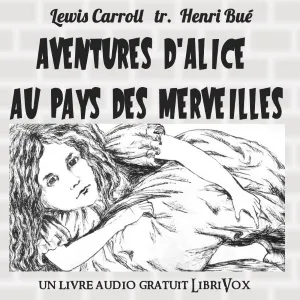 Lewis Carroll tr. Henri Bué
AVENTURES D'ALICE
AU PAYS DES MERVEILLES
UN LIVRE AUDIO GRATUIT LIBRIVOX